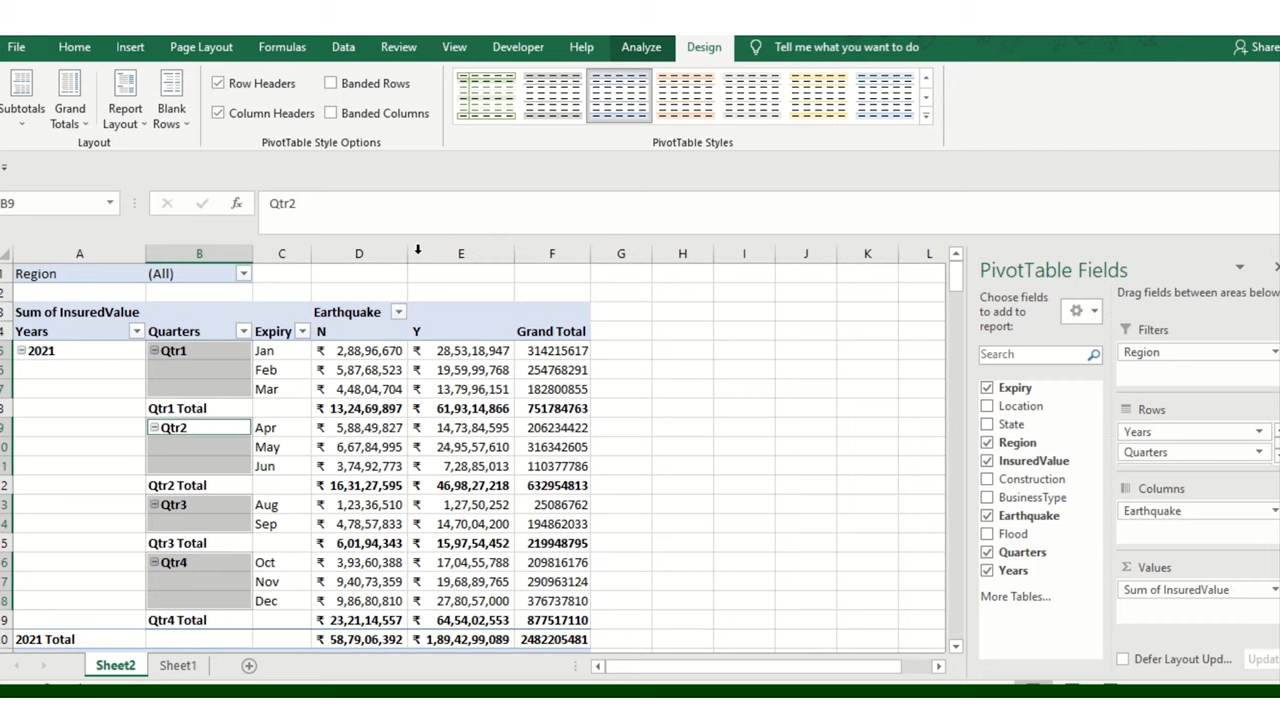 File Home Insert Page Layout Formulas Data Review View Developer Help Analyze Design Tell me what you want to do Share
Subtotals Grand Totals Report Layout Blank Rows
Row Headers Banded Rows
Column Headers Banded Columns
Layout PivotTable Style Options PivotTable Styles
B9 fx Qtr2
A B C D E F G H I J K L
Region (All)
Sum of InsuredValue Earthquake
Years Quarters Expiry N Y Grand Total
2021 Qtr1 Jan ₹ 2,88,96,670 ₹ 28,53,18,947 314215617
Feb ₹ 5,87,68,523 ₹ 19,59,99,768 254768291
Mar ₹ 4,48,04,704 ₹ 13,79,96,151 182800855
Qtr1 Total ₹ 13,24,69,897 ₹ 61,93,14,866 751784763
Qtr2 Apr ₹ 5,88,49,827 ₹ 14,73,84,595 206234422
May ₹ 6,67,84,995 ₹ 24,95,57,610 316342605
Jun ₹ 3,74,92,773 ₹ 7,28,85,013 110377786
Qtr2 Total ₹ 16,31,27,595 ₹ 46,98,27,218 632954813
Qtr3 Aug ₹ 1,23,36,510 ₹ 1,27,50,252 25086762
Sep ₹ 4,78,57,833 ₹ 14,70,04,200 194862033
Qtr3 Total ₹ 6,01,94,343 ₹ 15,97,54,452 219948795
Qtr4 Oct ₹ 3,93,60,388 ₹ 17,04,55,788 209816176
Nov ₹ 9,40,73,359 ₹ 19,68,89,765 290963124
Dec ₹ 9,86,80,810 ₹ 27,80,57,000 376737810
Qtr4 Total ₹ 23,21,14,557 ₹ 64,54,02,553 877517110
2021 Total ₹ 58,79,06,392 ₹ 1,89,42,99,089 2482205481
Sheet2 Sheet1
PivotTable Fields
Choose fields
to add to
report:
Search
Expiry
Location
State
Region
InsuredValue
Construction
BusinessType
Earthquake
Flood
Quarters
Years
More Tables...
Drag fields between areas below
Filters
Region
Rows
Years
Quarters
Columns
Earthquake
Σ Values
Sum of InsuredValue
Defer Layout Upd...